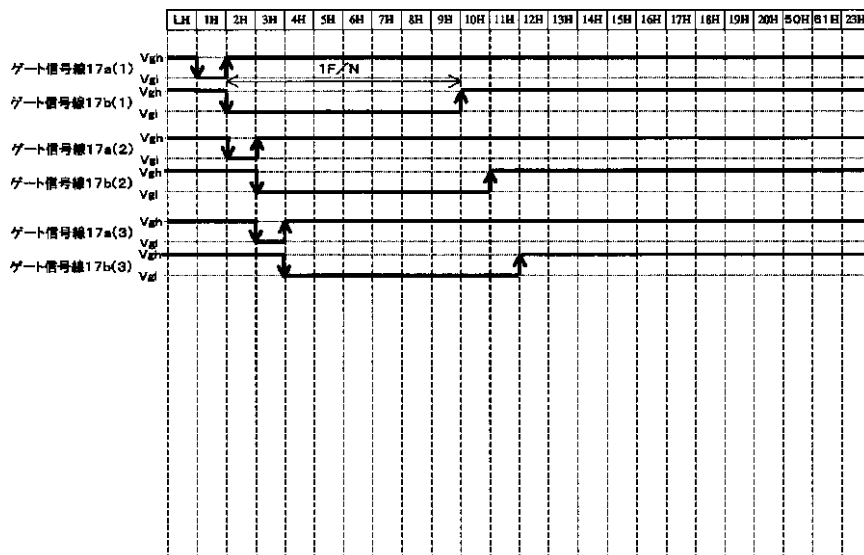 LH 1H 2H 3H 4H 5H 6H 7H 8H 9H 10H 11H 12H 13H 14H 15H 16H 17H 18H 19H 20H 50H 61H 23H
Vgh
ゲート信号線17a(1)
1F/N
Vgl
Vgh
ゲート信号線17b(1)
Vgl
Vgh
ゲート信号線17a(2)
Vgl
Vgh
ゲート信号線17b(2)
Vgl
Vgh
ゲート信号線17a(3)
Vgl
Vgh
ゲート信号線17b(3)
Vgl